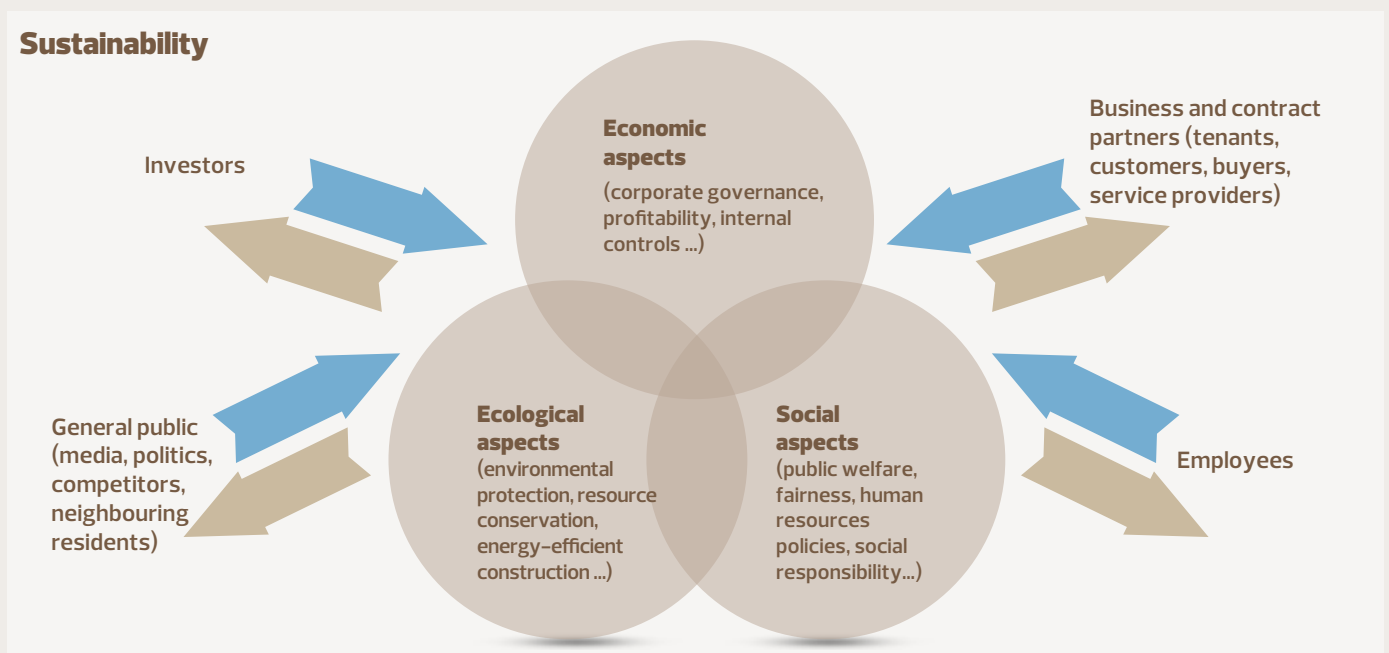 Sustainability
Investors
Economic
aspects
(corporate governance,
profitability, internal
controls ...)
Business and contract
partners (tenants,
customers, buyers,
service providers)
General public
(media, politics,
competitors,
neighbouring
residents)
Ecological
aspects
(environmental
protection, resource
conservation,
energy–efficient
construction ...)
Social
aspects
(public welfare,
fairness, human
resources
policies, social
responsibility...)
Employees